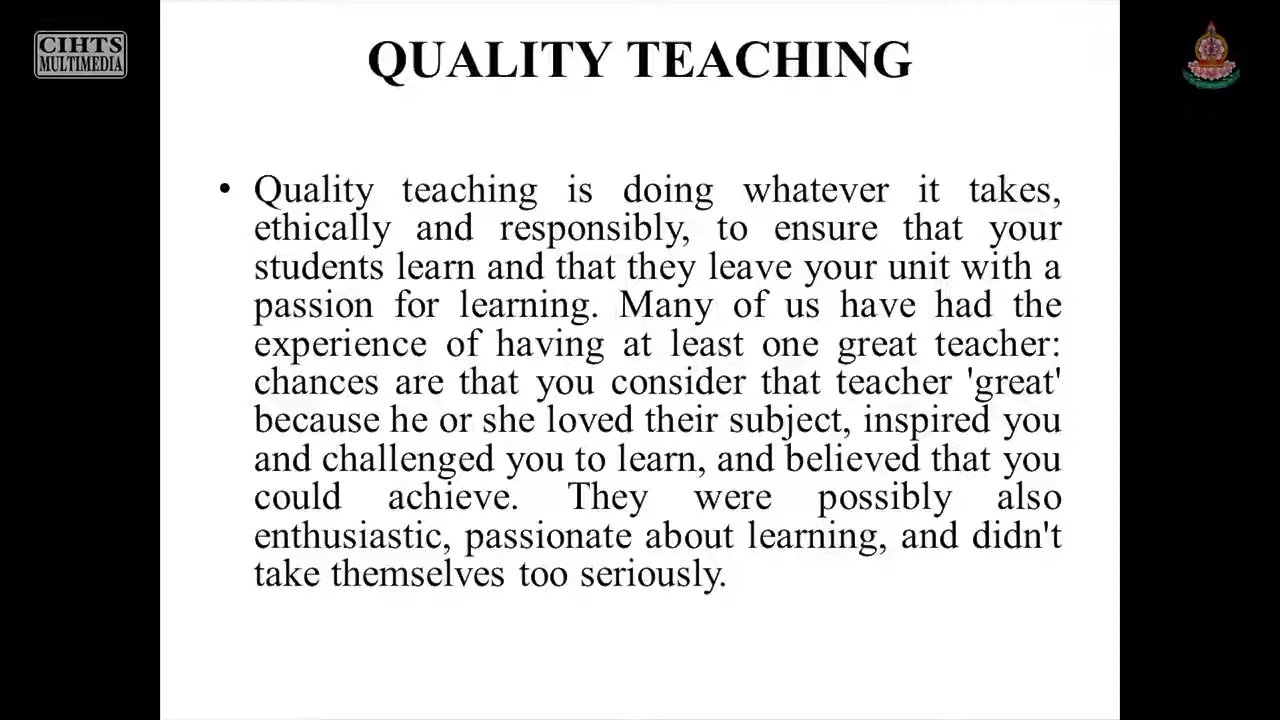 CIHTS
MULTIMEDIA
QUALITY TEACHING
• Quality teaching is doing whatever it takes,
ethically and responsibly, to ensure that your
students learn and that they leave your unit with a
passion for learning. Many of us have had the
experience of having at least one great teacher:
chances are that you consider that teacher 'great'
because he or she loved their subject, inspired you
and challenged you to learn, and believed that you
could achieve. They were possibly also
enthusiastic, passionate about learning, and didn't
take themselves too seriously.